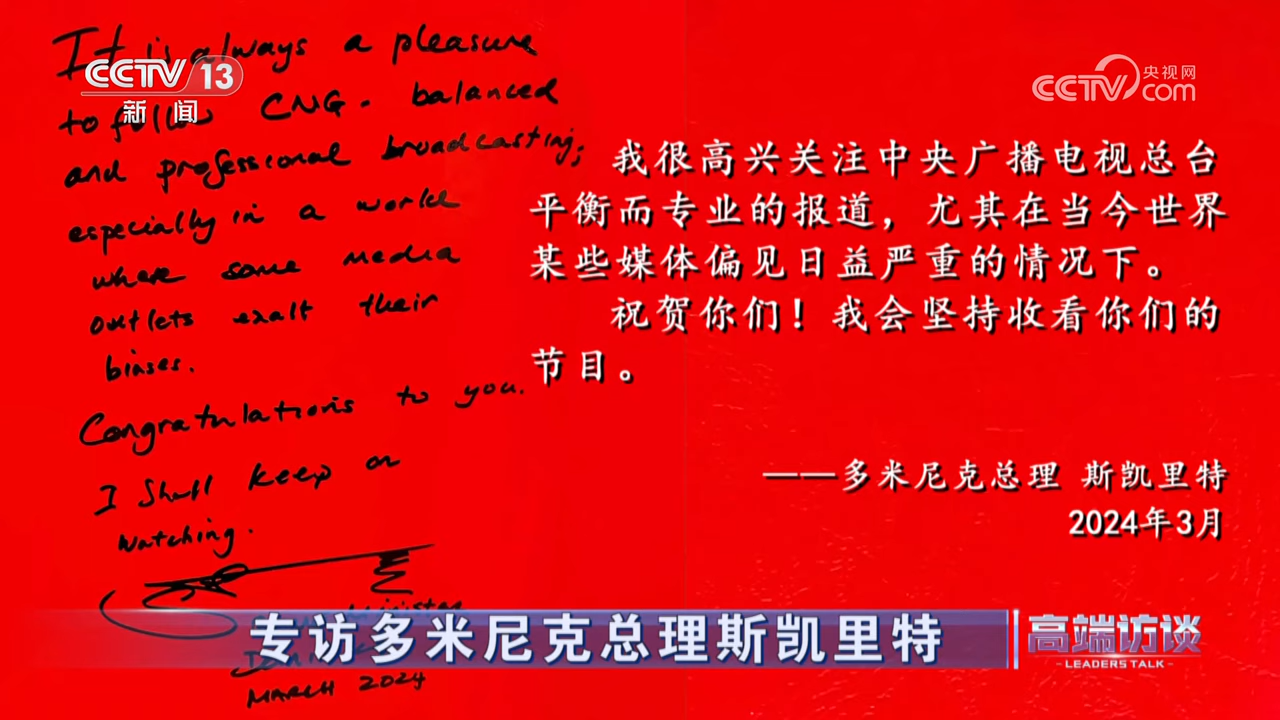 It is always a pleasure
to follow CMG. balanced
and professional broadcasting,
especially in a world
where some media
outlets exalt their
biases.
Congratulations to you.
I shall keep on
watching.
MARCH 2024
CCTV 13
新闻
央视网
CCTV.com
我很高兴关注中央广播电视总台
平衡而专业的报道，尤其在当今世界
某些媒体偏见日益严重的情况下。
祝贺你们！我会坚持收看你们的
节目。
——多米尼克总理 斯凯里特
2024年3月
专访多米尼克总理斯凯里特
高端访谈
LEADERS TALK